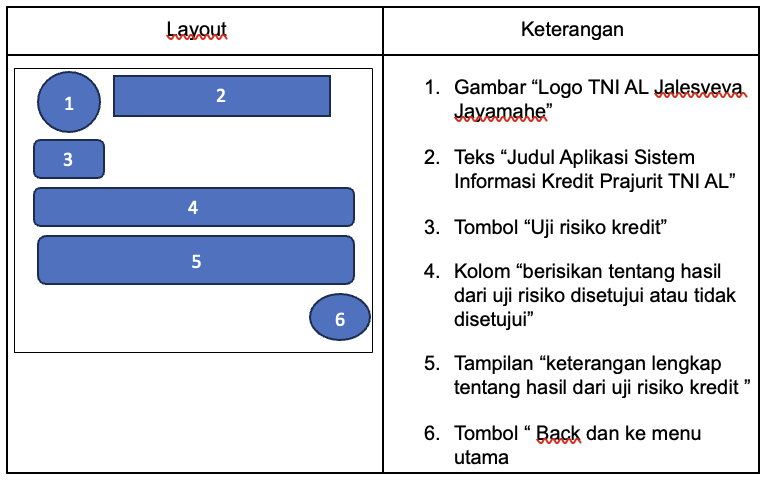 Layout
Keterangan
1
2
3
4
5
6
1. Gambar “Logo TNI AL Jalesveva
Jayamahe”
2. Teks “Judul Aplikasi Sistem
Informasi Kredit Prajurit TNI AL”
3. Tombol “Uji risiko kredit”
4. Kolom “berisikan tentang hasil
dari uji risiko disetujui atau tidak
disetujui”
5. Tampilan “keterangan lengkap
tentang hasil dari uji risiko kredit ”
6. Tombol “ Back dan ke menu
utama